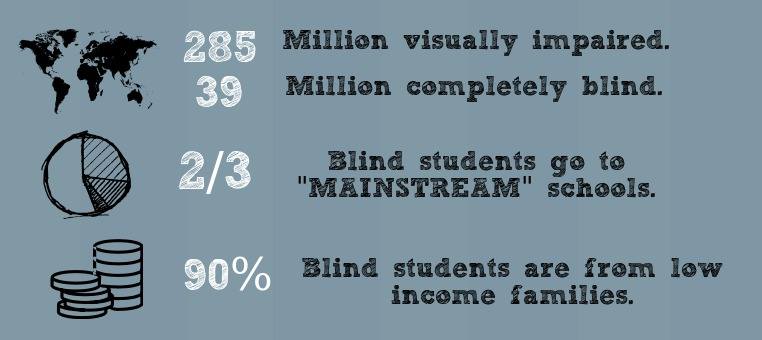 285 Million visually impaired.
39 Million completely blind.
2/3 Blind students go to
"MAINSTREAM" schools.
90% Blind students are from low
income families.